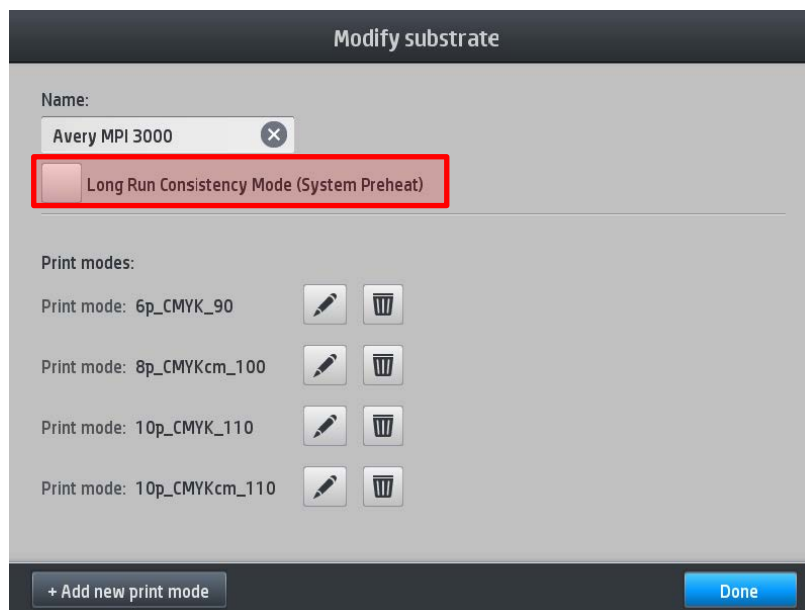 Modify substrate
Name:
Avery MPI 3000
Long Run Consistency Mode (System Preheat)
Print modes:
Print mode: 6p_CMYK_90
Print mode: 8p_CMYKcm_100
Print mode: 10p_CMYK_110
Print mode: 10p_CMYKcm_110
+ Add new print mode
Done